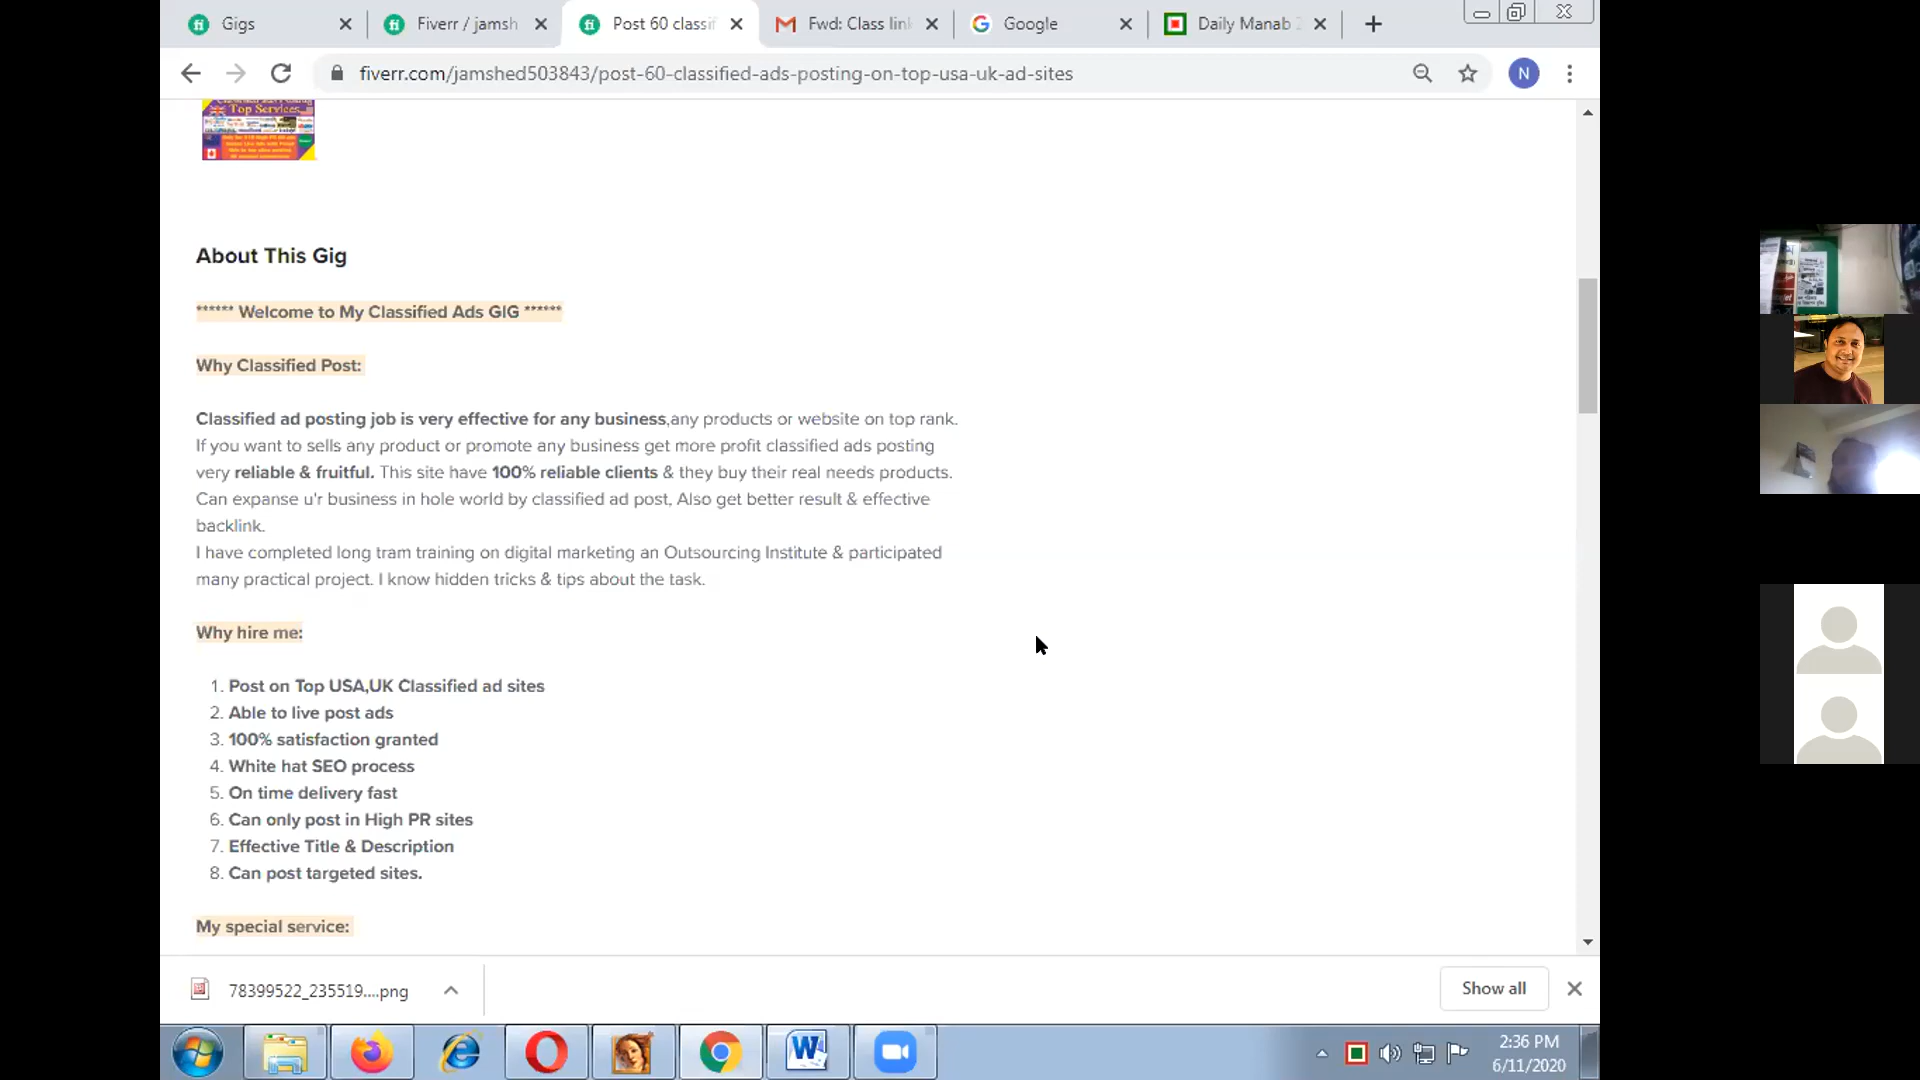 Gigs
Fiverr / jamsh
Post 60 classif
Fwd: Class lin
Google
Daily Manab
fiverr.com/jamshed503843/post-60-classified-ads-posting-on-top-usa-uk-ad-sites
N
Top Services
About This Gig
****** Welcome to My Classified Ads GIG ******
Why Classified Post:
Classified ad posting job is very effective for any business,any products or website on top rank.
If you want to sells any product or promote any business get more profit classified ads posting
very reliable & fruitful. This site have 100% reliable clients & they buy their real needs products.
Can expanse u'r business in hole world by classified ad post, Also get better result & effective
backlink.
I have completed long tram training on digital marketing an Outsourcing Institute & participated
many practical project. I know hidden tricks & tips about the task.
Why hire me:
1. Post on Top USA,UK Classified ad sites
2. Able to live post ads
3. 100% satisfaction granted
4. White hat SEO process
5. On time delivery fast
6. Can only post in High PR sites
7. Effective Title & Description
8. Can post targeted sites.
My special service:
78399522_235519....png
Show all
2:36 PM
6/11/2020